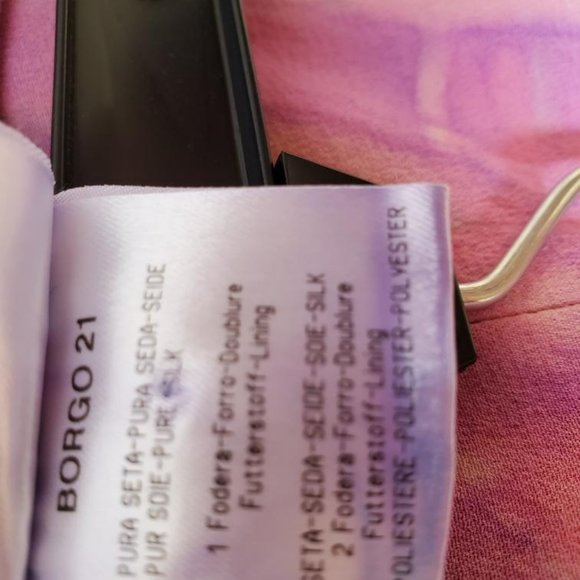 BORGO 21
PURA SETA-PURA SEDA-SEIDE
PUR SOIE-PURE SILK
1 Fodera-Forro-Doublure
Futterstoff-Lining
SETA-SEDA-SEIDE-SOIE-SILK
2 Fodera-Forro-Doublure
Futterstoff-Lining
OLIESTERE-POLIESTER-POLYESTER